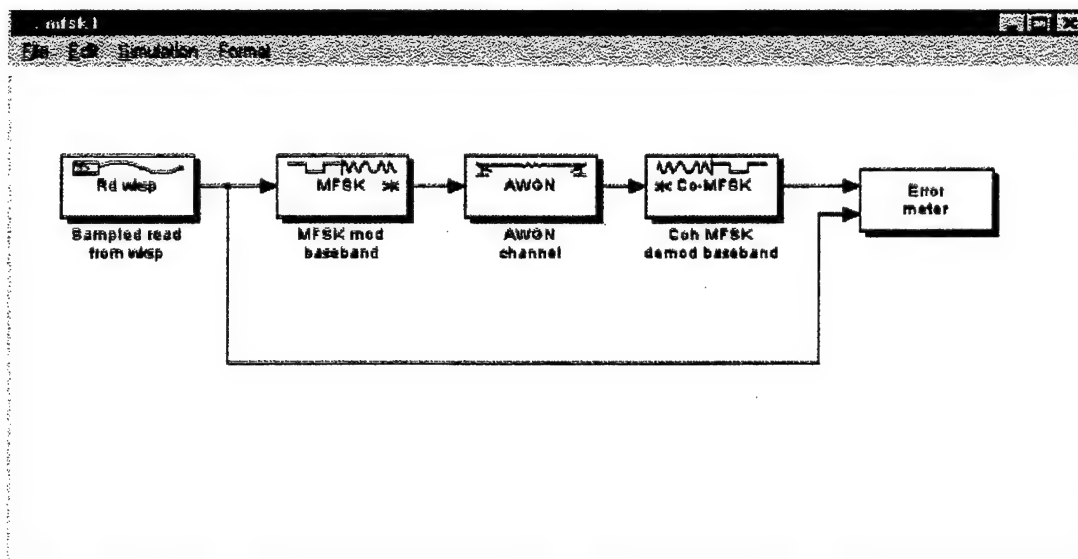 mfsk1
File Edit Simulation Format
Rd wksp
Sampled read
from wksp
MFSK
MFSK mod
baseband
AWGN
AWGN
channel
Co-MFSK
Coh MFSK
demod baseband
Error
meter